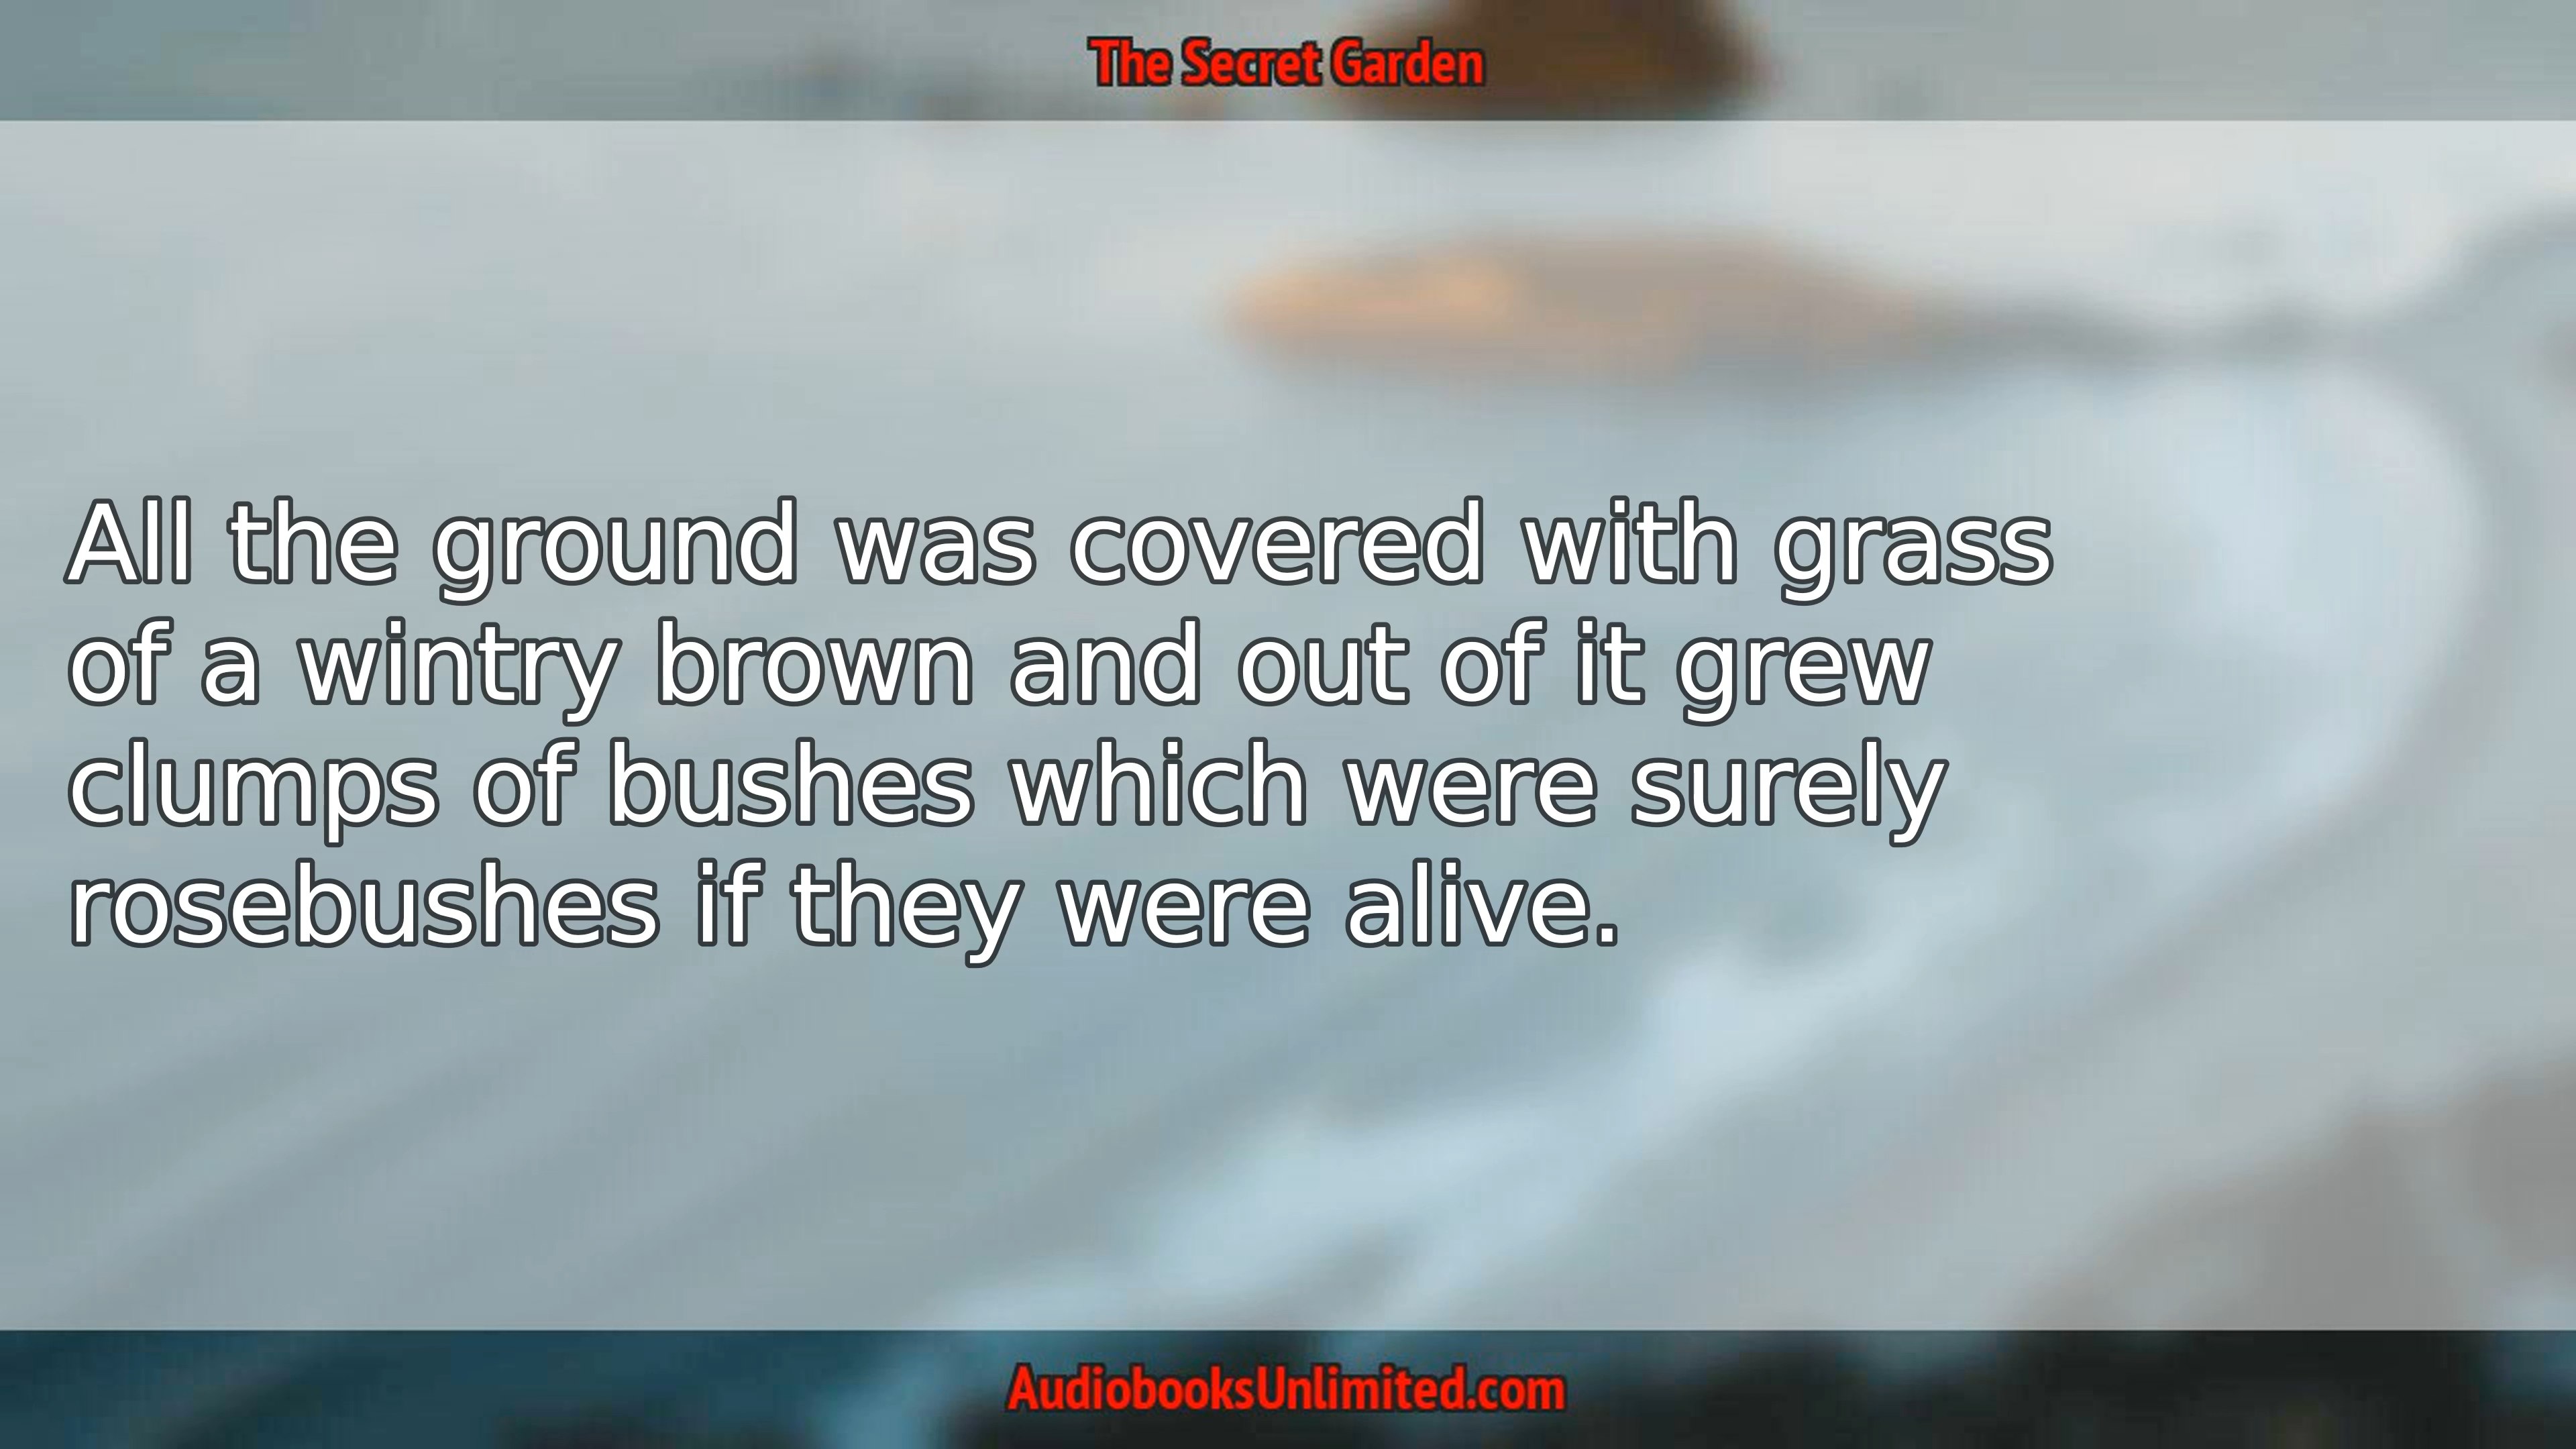 The Secret Garden
All the ground was covered with grass
of a wintry brown and out of it grew
clumps of bushes which were surely
rosebushes if they were alive.
AudiobooksUnlimited.com